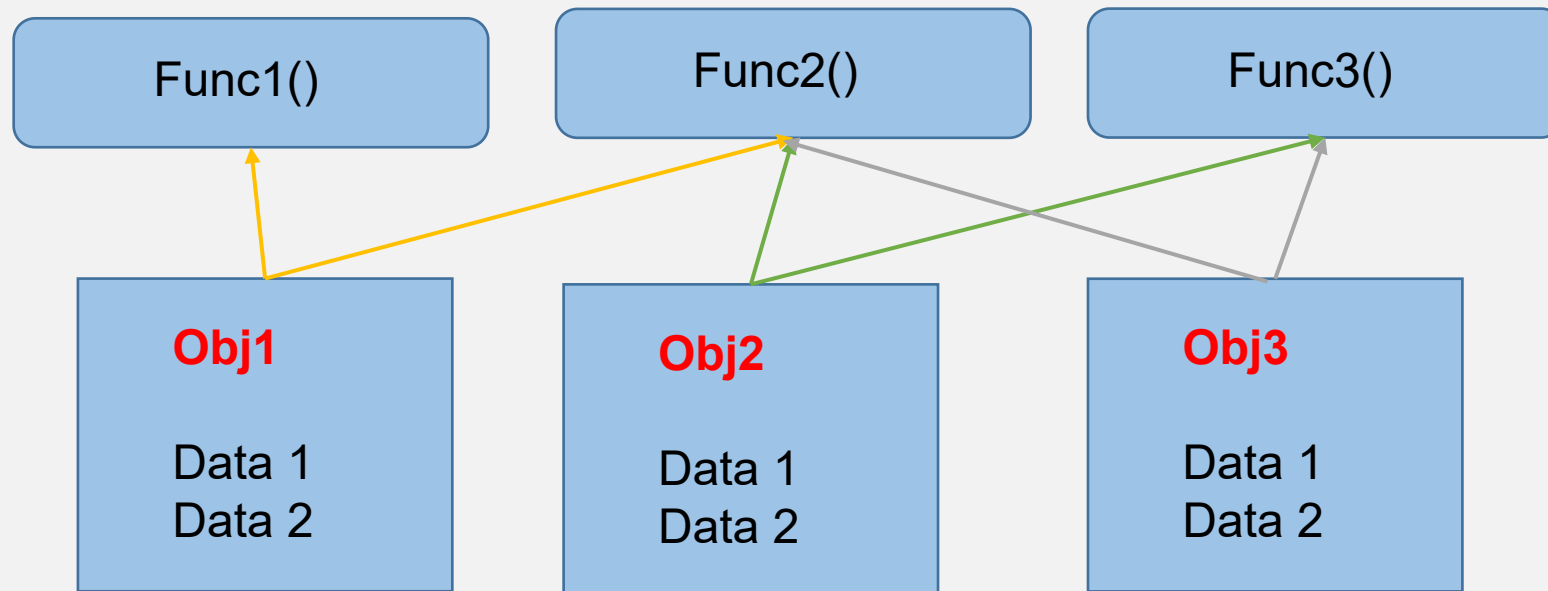 Func1()
Func2()
Func3()
Obj1
Data 1
Data 2
Obj2
Data 1
Data 2
Obj3
Data 1
Data 2